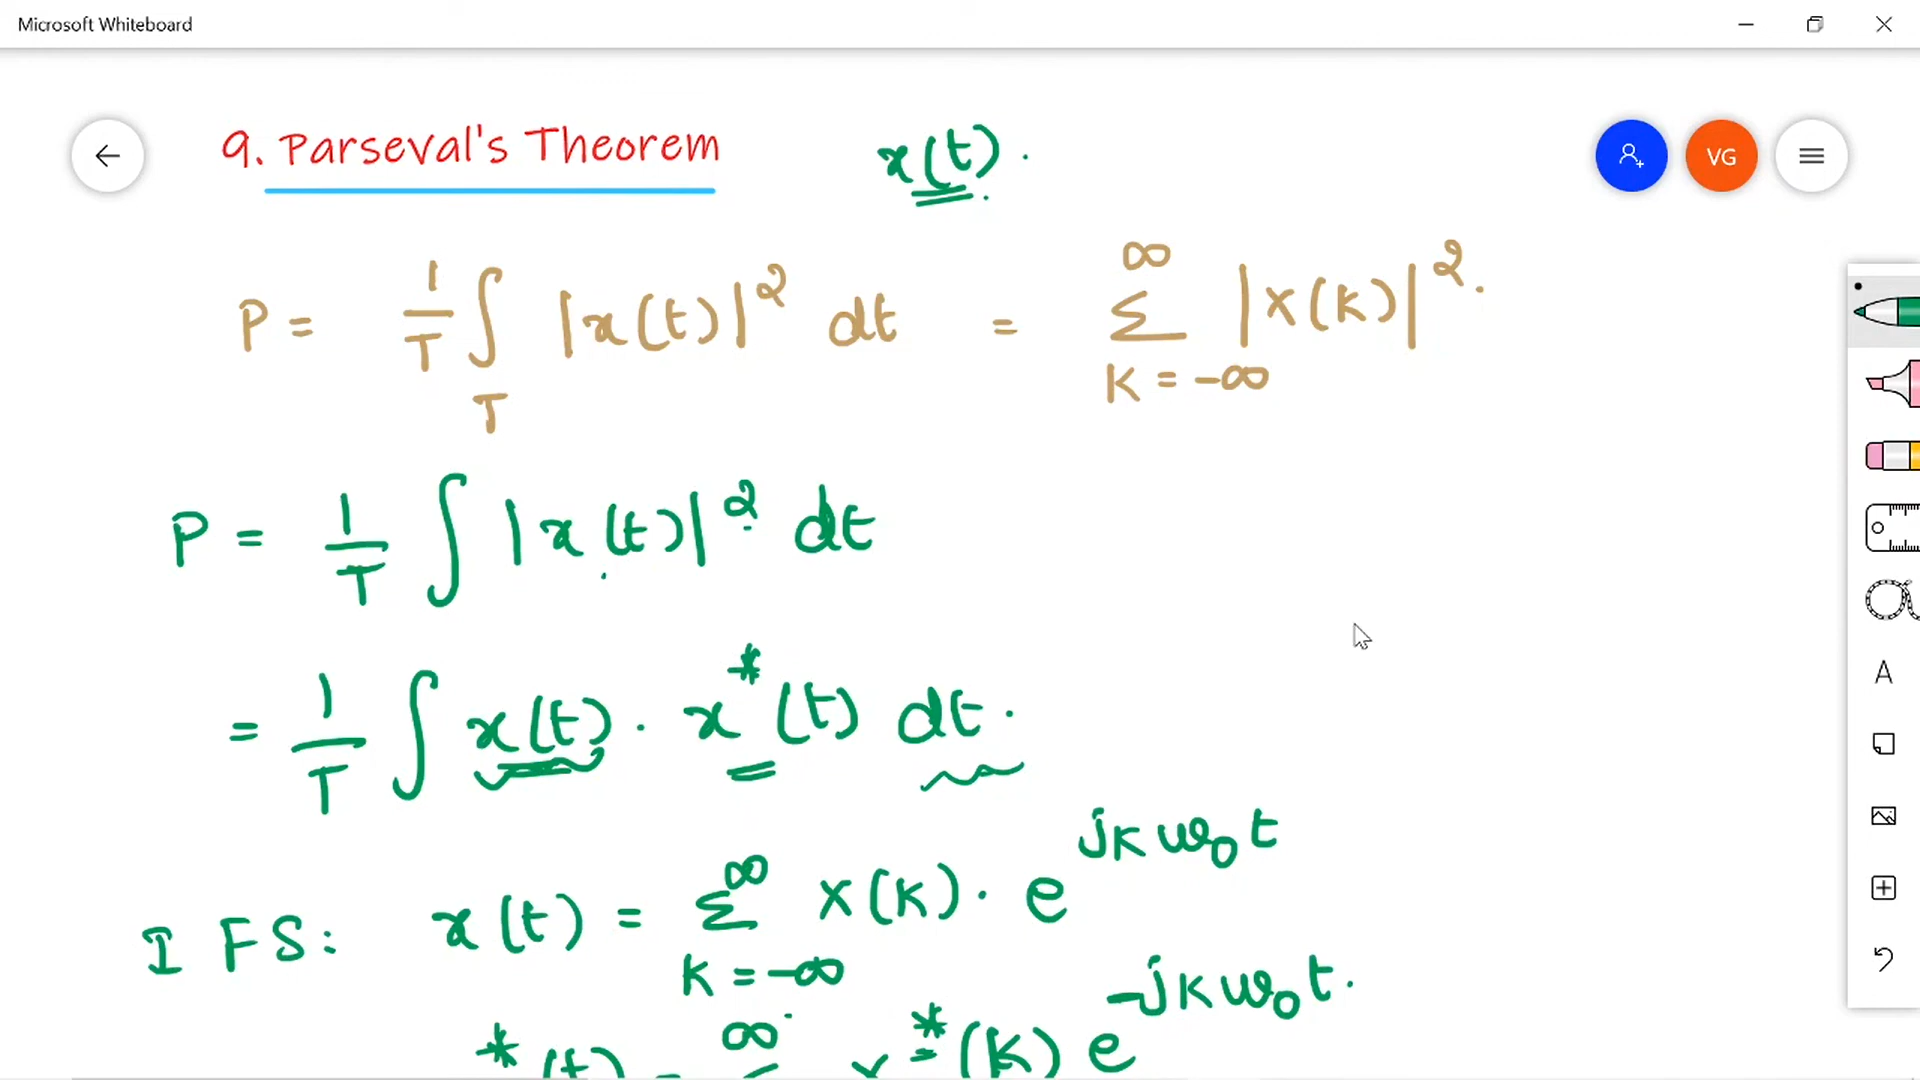 Microsoft Whiteboard
9. Parseval's Theorem x(t).
VG
P = 1/T ∫_T |x(t)|² dt = ∞Σ_{K=-∞} |X(K)|².
P = 1/T ∫ |x(t)|² dt
= 1/T ∫ x(t) . x*(t) dt.
I FS: x(t) = ∞Σ_{K=-∞} X(K) . e^{jKω₀t}
*(t) = ∞Σ X*(K) e^{-jKω₀t}.
A